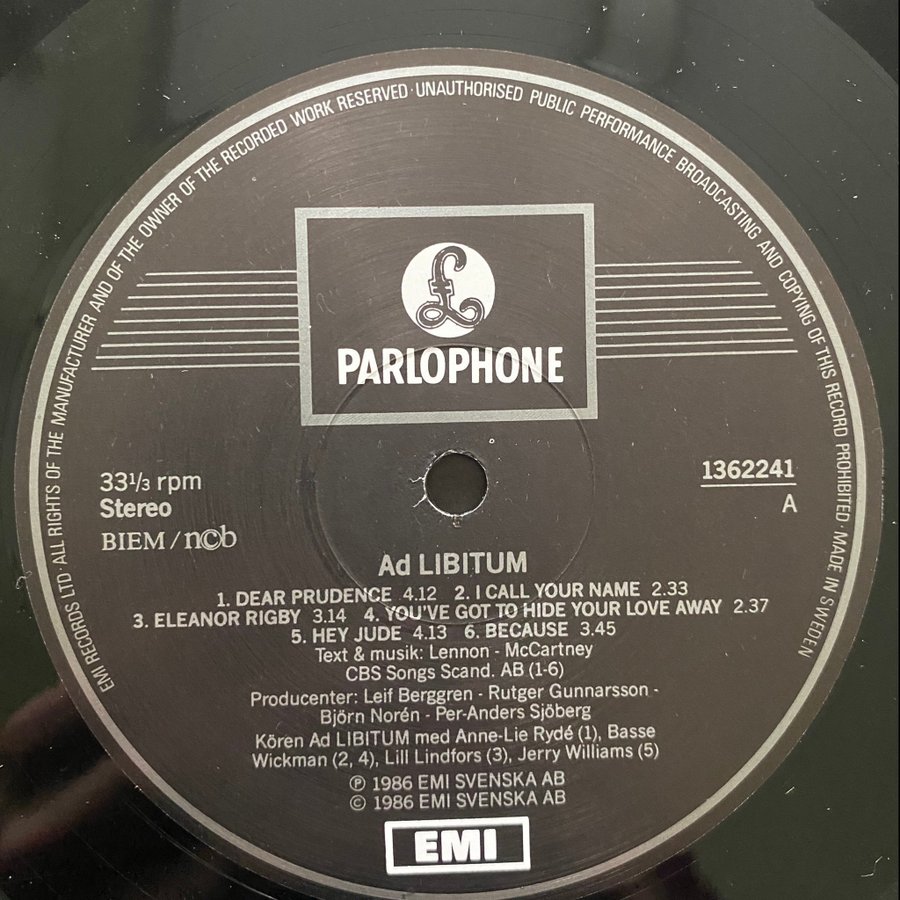 EMI RECORDS LTD · ALL RIGHTS OF THE MANUFACTURER AND OF THE OWNER OF THE RECORDED WORK RESERVED · UNAUTHORISED PUBLIC PERFORMANCE BROADCASTING AND COPYING OF THIS RECORD PROHIBITED · MADE IN SWEDEN
£
PARLOPHONE
33⅓ rpm
Stereo
BIEM / n©b
1362241
A
Ad LIBITUM
1. DEAR PRUDENCE 4.12 2. I CALL YOUR NAME 2.33
3. ELEANOR RIGBY 3.14 4. YOU'VE GOT TO HIDE YOUR LOVE AWAY 2.37
5. HEY JUDE 4.13 6. BECAUSE 3.45
Text & musik: Lennon - McCartney
CBS Songs Scand. AB (1-6)
Producenter: Leif Berggren - Rutger Gunnarsson -
Björn Norén - Per-Anders Sjöberg
Kören Ad LIBITUM med Anne-Lie Rydé (1), Basse
Wickman (2, 4), Lill Lindfors (3), Jerry Williams (5)
℗ 1986 EMI SVENSKA AB
© 1986 EMI SVENSKA AB
EMI